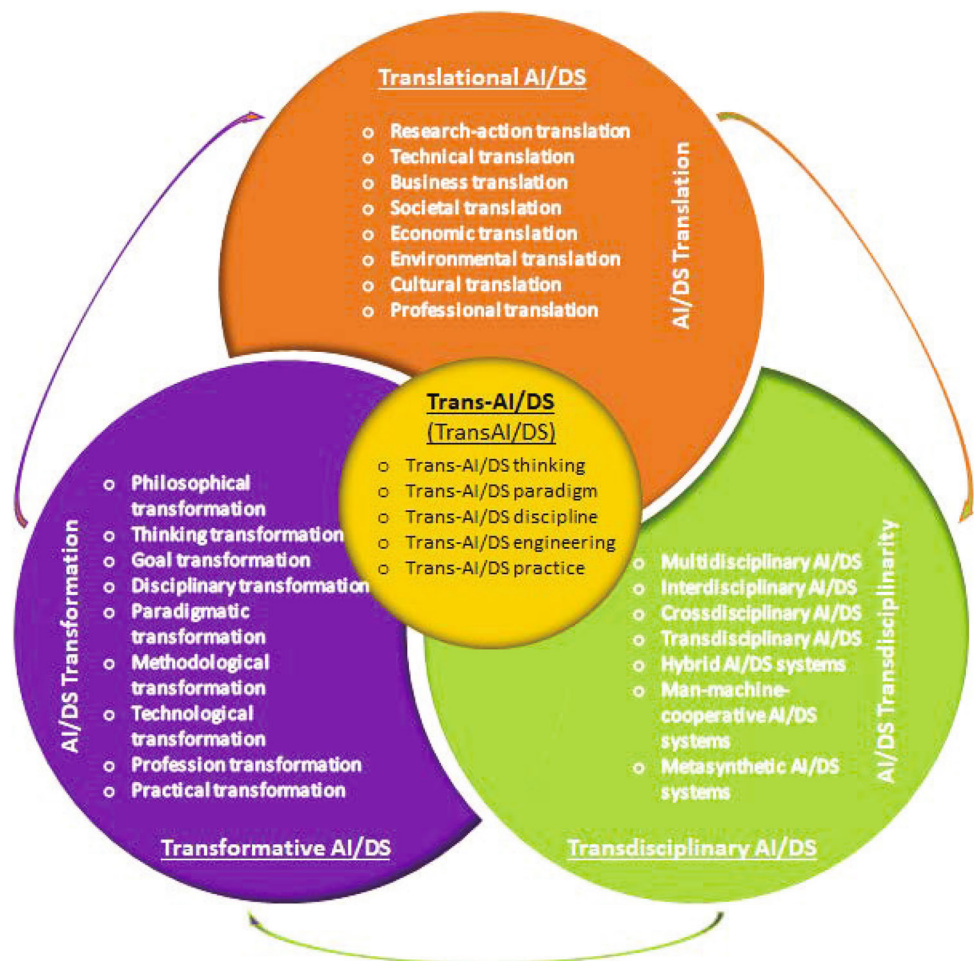 Translational AI/DS
o Research-action translation
o Technical translation
o Business translation
o Societal translation
o Economic translation
o Environmental translation
o Cultural translation
o Professional translation
AI/DS Translation
Trans-AI/DS
(TransAI/DS)
o Trans-AI/DS thinking
o Trans-AI/DS paradigm
o Trans-AI/DS discipline
o Trans-AI/DS engineering
o Trans-AI/DS practice
AI/DS Transformation
o Philosophical
transformation
o Thinking transformation
o Goal transformation
o Disciplinary transformation
o Paradigmatic
transformation
o Methodological
transformation
o Technological
transformation
o Profession transformation
o Practical transformation
Transformative AI/DS
o Multidisciplinary AI/DS
o Interdisciplinary AI/DS
o Crossdisciplinary AI/DS
o Transdisciplinary AI/DS
o Hybrid AI/DS systems
o Man-machine-
cooperative AI/DS
systems
o Metasynthetic AI/DS
systems
AI/DS Transdisciplinarity
Transdisciplinary AI/DS